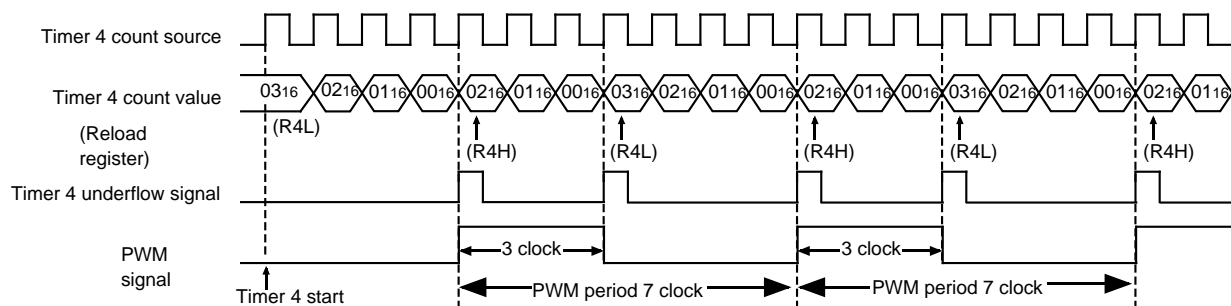 Timer 4 count source
Timer 4 count value
0316 0216 0116 0016 0216 0116 0016 0316 0216 0116 0016 0216 0116 0016 0316 0216 0116 0016 0216 0116
(Reload
register)
(R4L) (R4H) (R4L) (R4H) (R4L) (R4H)
Timer 4 underflow signal
PWM
signal
3 clock 3 clock
Timer 4 start
PWM period 7 clock PWM period 7 clock